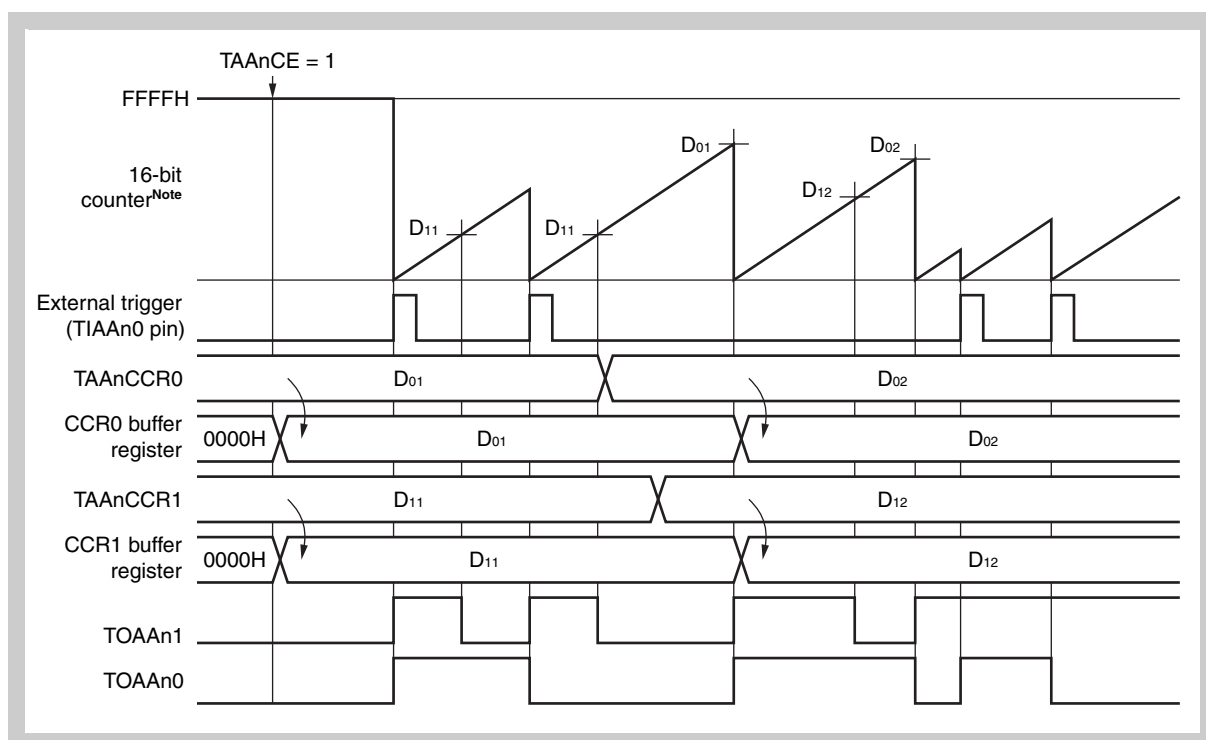 TAAnCE = 1
FFFFH
16-bit
counterNote
D01
D02
D12
D11
D11
External trigger
(TIAAn0 pin)
TAAnCCR0
D01
D02
CCR0 buffer
register
0000H
D01
D02
TAAnCCR1
D11
D12
CCR1 buffer
register
0000H
D11
D12
TOAAn1
TOAAn0